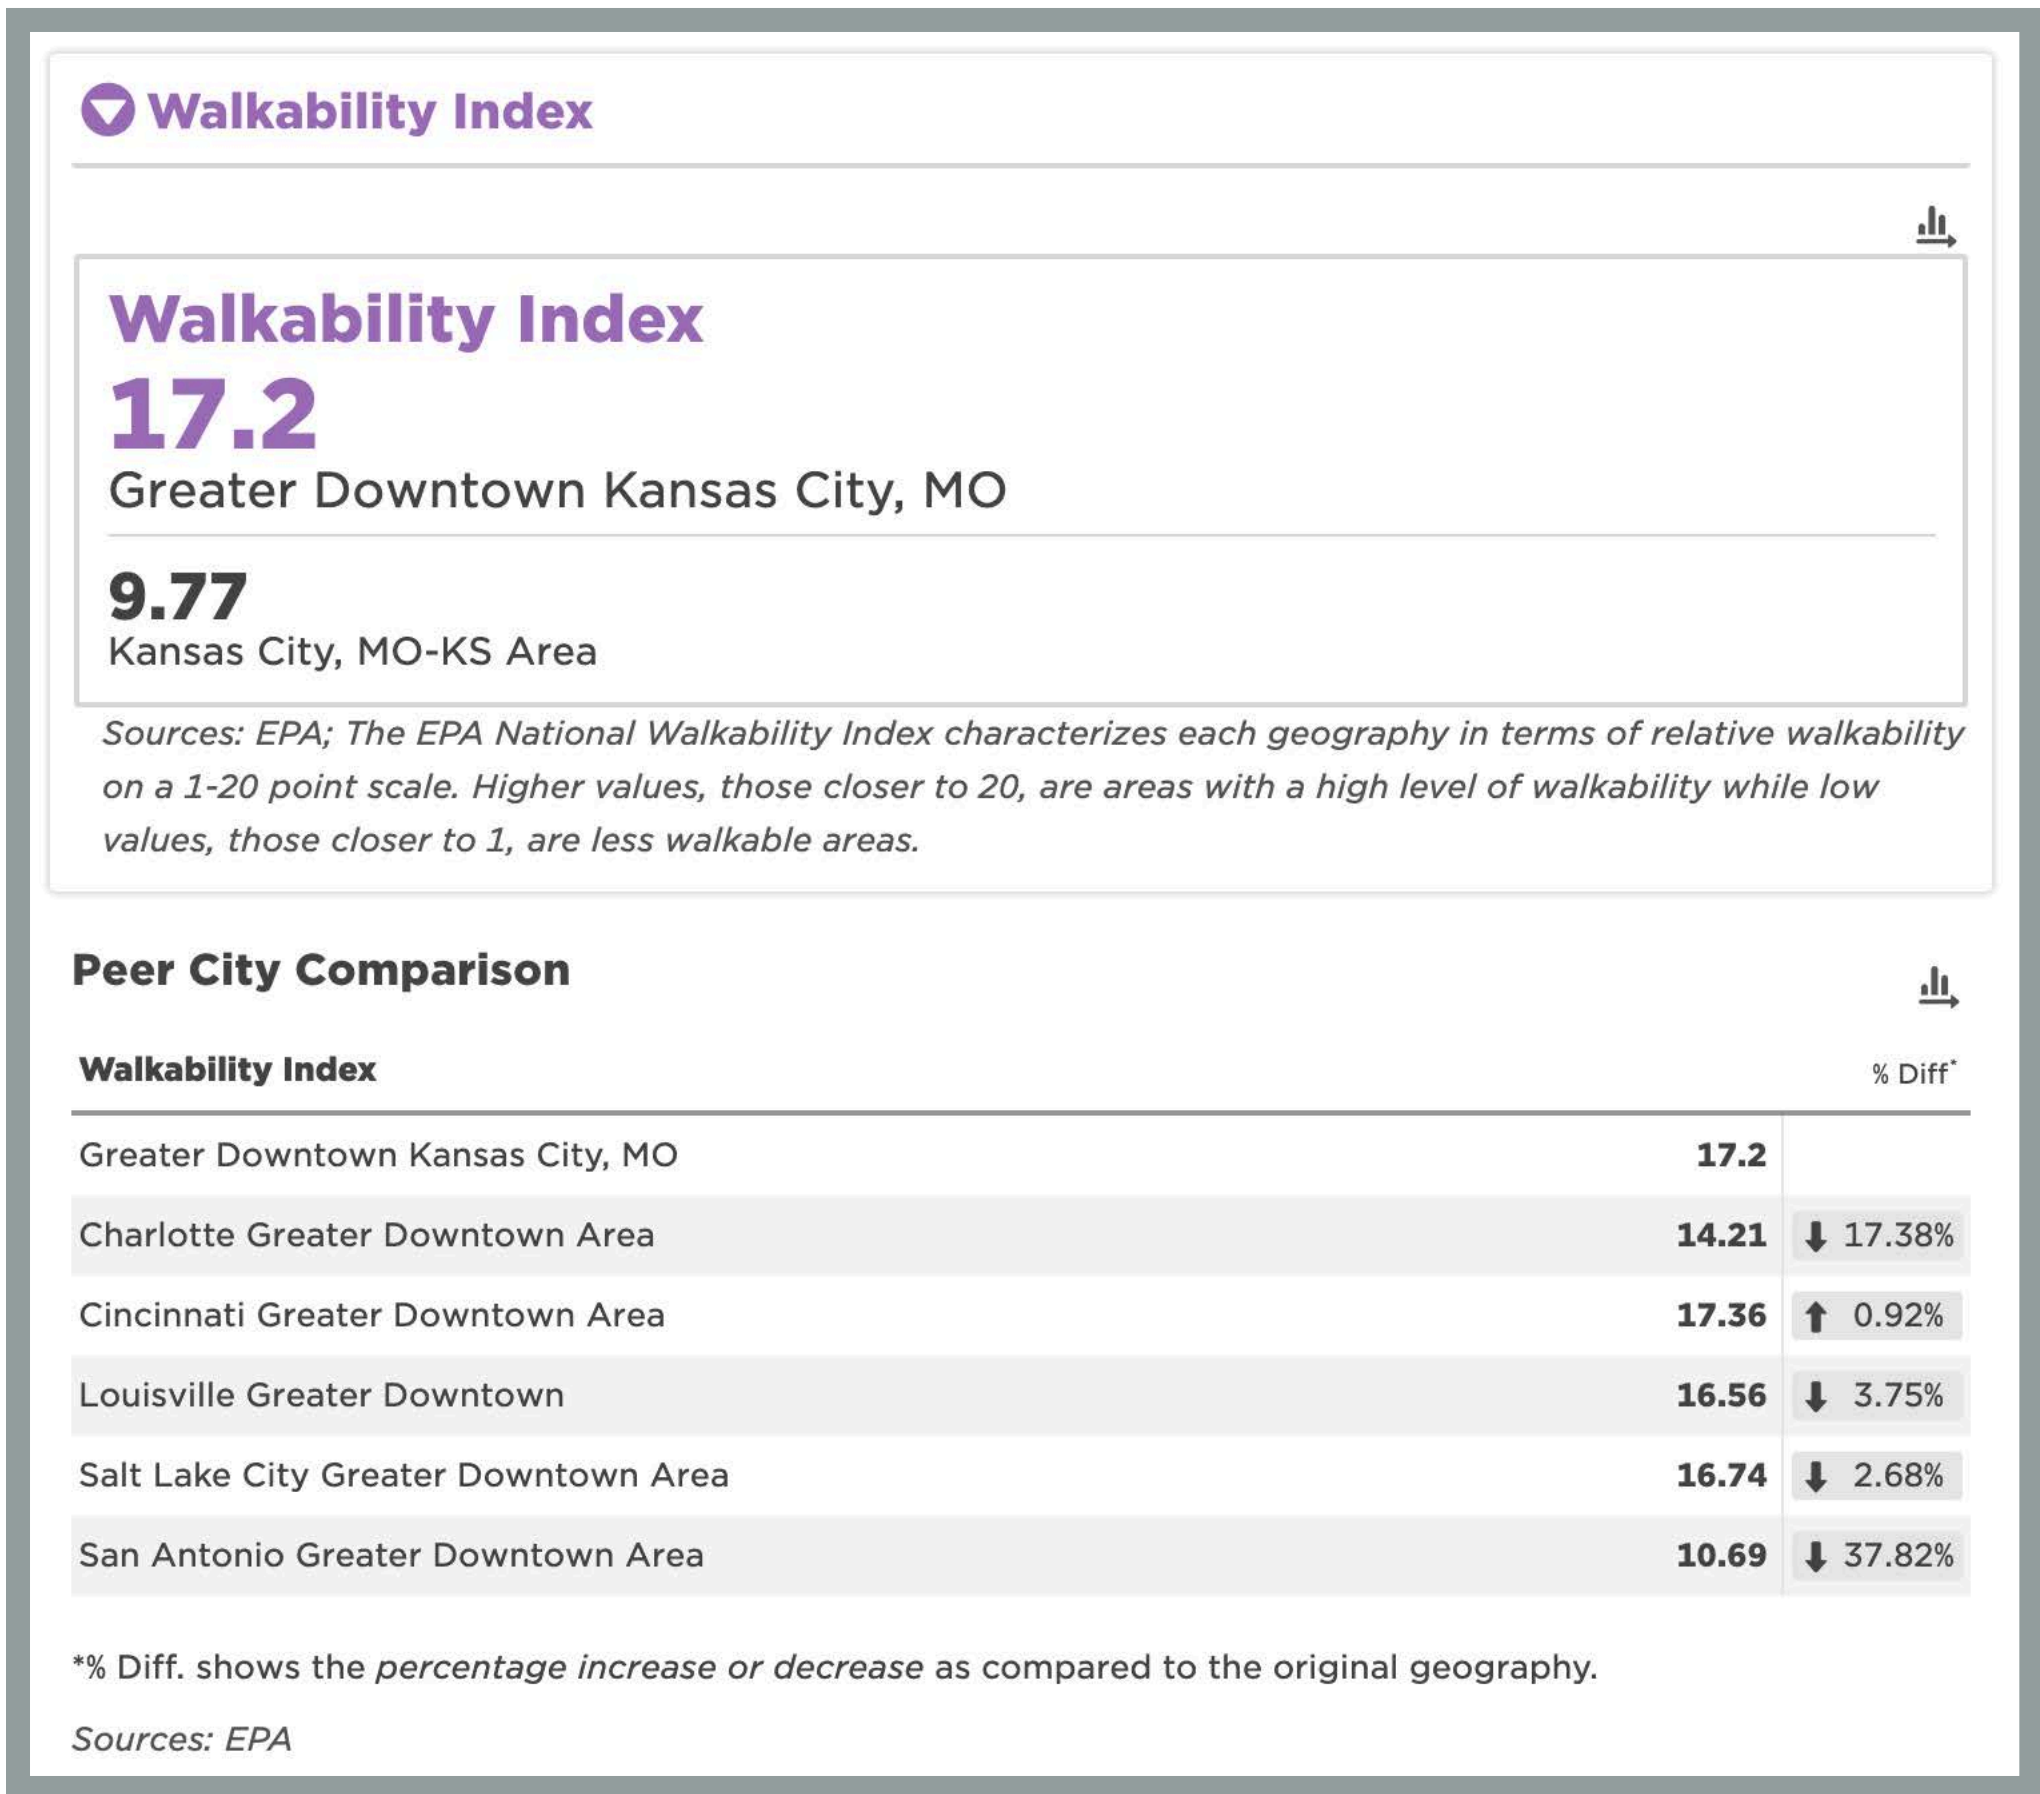 Walkability Index
Walkability Index
17.2
Greater Downtown Kansas City, MO
9.77
Kansas City, MO-KS Area
Sources: EPA; The EPA National Walkability Index characterizes each geography in terms of relative walkability
on a 1-20 point scale. Higher values, those closer to 20, are areas with a high level of walkability while low
values, those closer to 1, are less walkable areas.
Peer City Comparison
Walkability Index % Diff*
Greater Downtown Kansas City, MO 17.2
Charlotte Greater Downtown Area 14.21 ↓ 17.38%
Cincinnati Greater Downtown Area 17.36 ↑ 0.92%
Louisville Greater Downtown 16.56 ↓ 3.75%
Salt Lake City Greater Downtown Area 16.74 ↓ 2.68%
San Antonio Greater Downtown Area 10.69 ↓ 37.82%
*% Diff. shows the percentage increase or decrease as compared to the original geography.
Sources: EPA